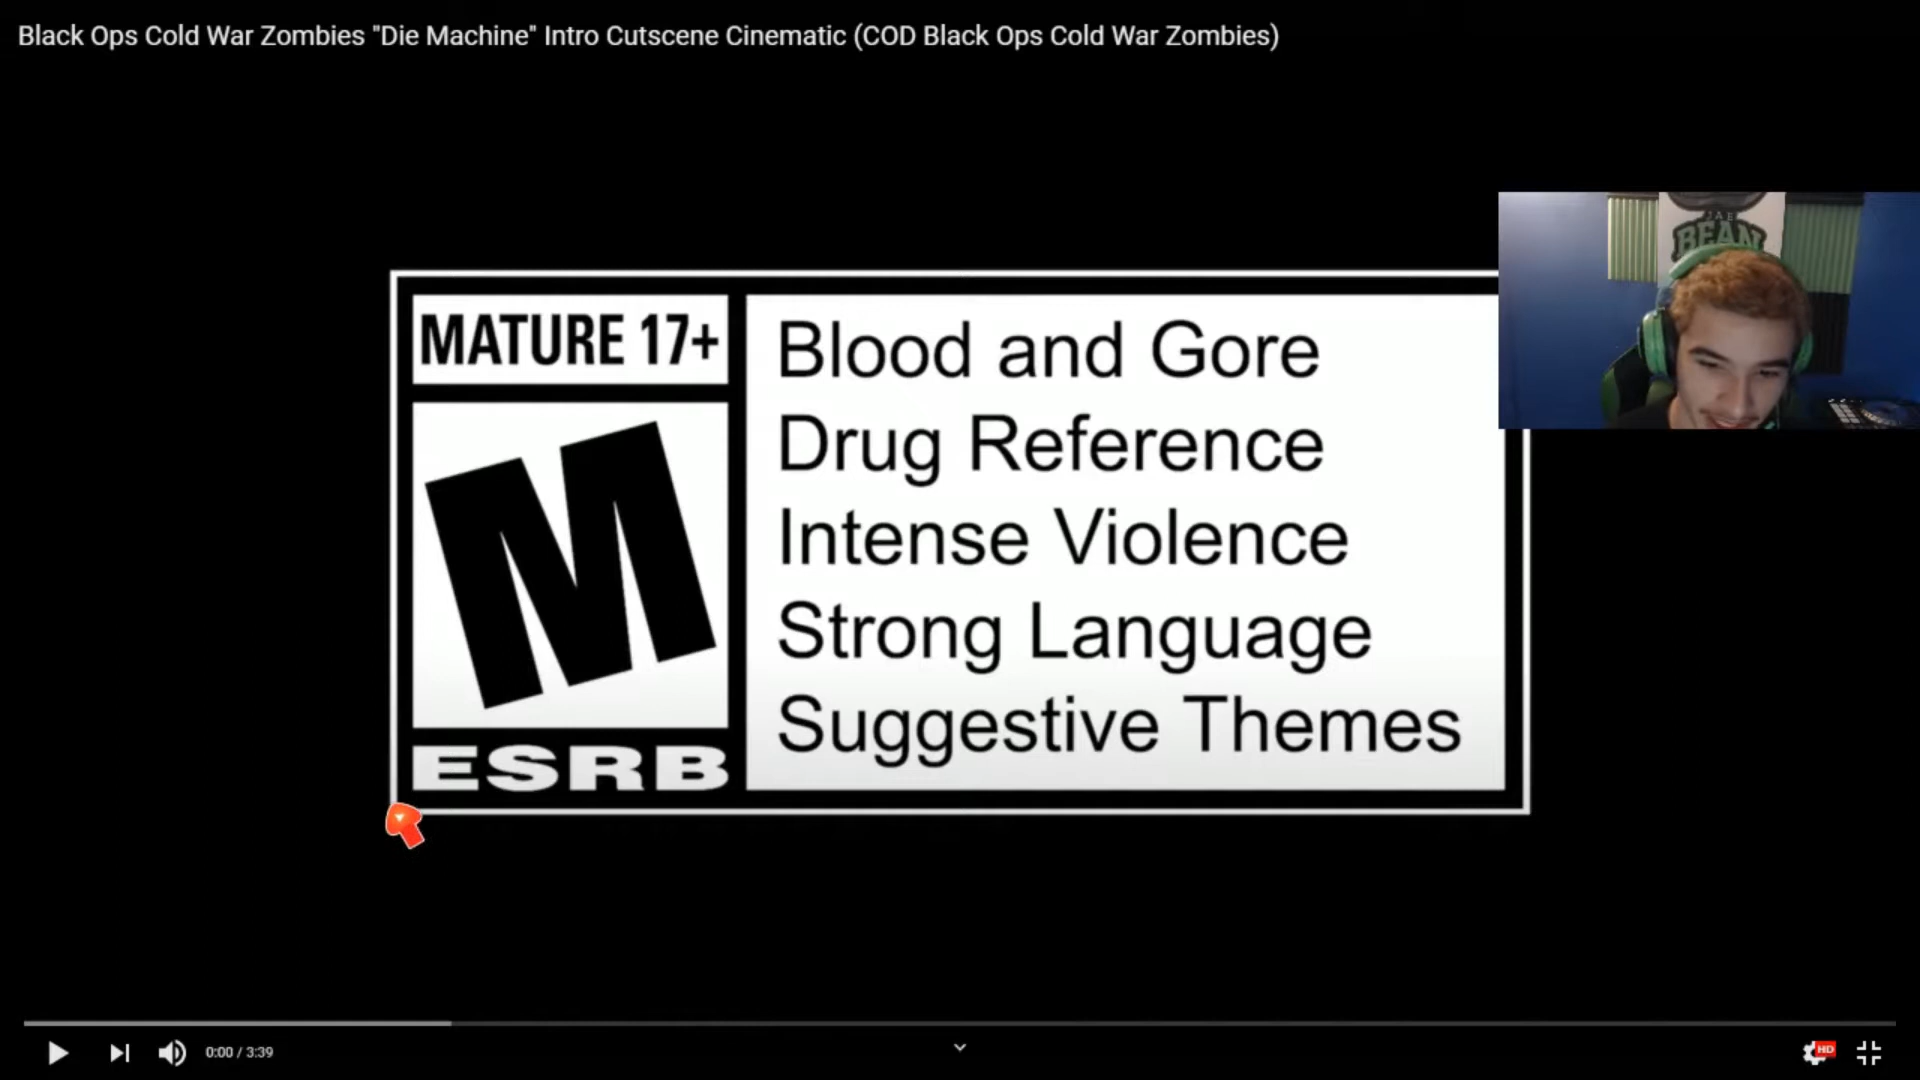 Black Ops Cold War Zombies "Die Machine" Intro Cutscene Cinematic (COD Black Ops Cold War Zombies)
JAE
BEAN
MATURE 17+
Blood and Gore
Drug Reference
Intense Violence
Strong Language
Suggestive Themes
M
ESRB
0:00 / 3:39
HD